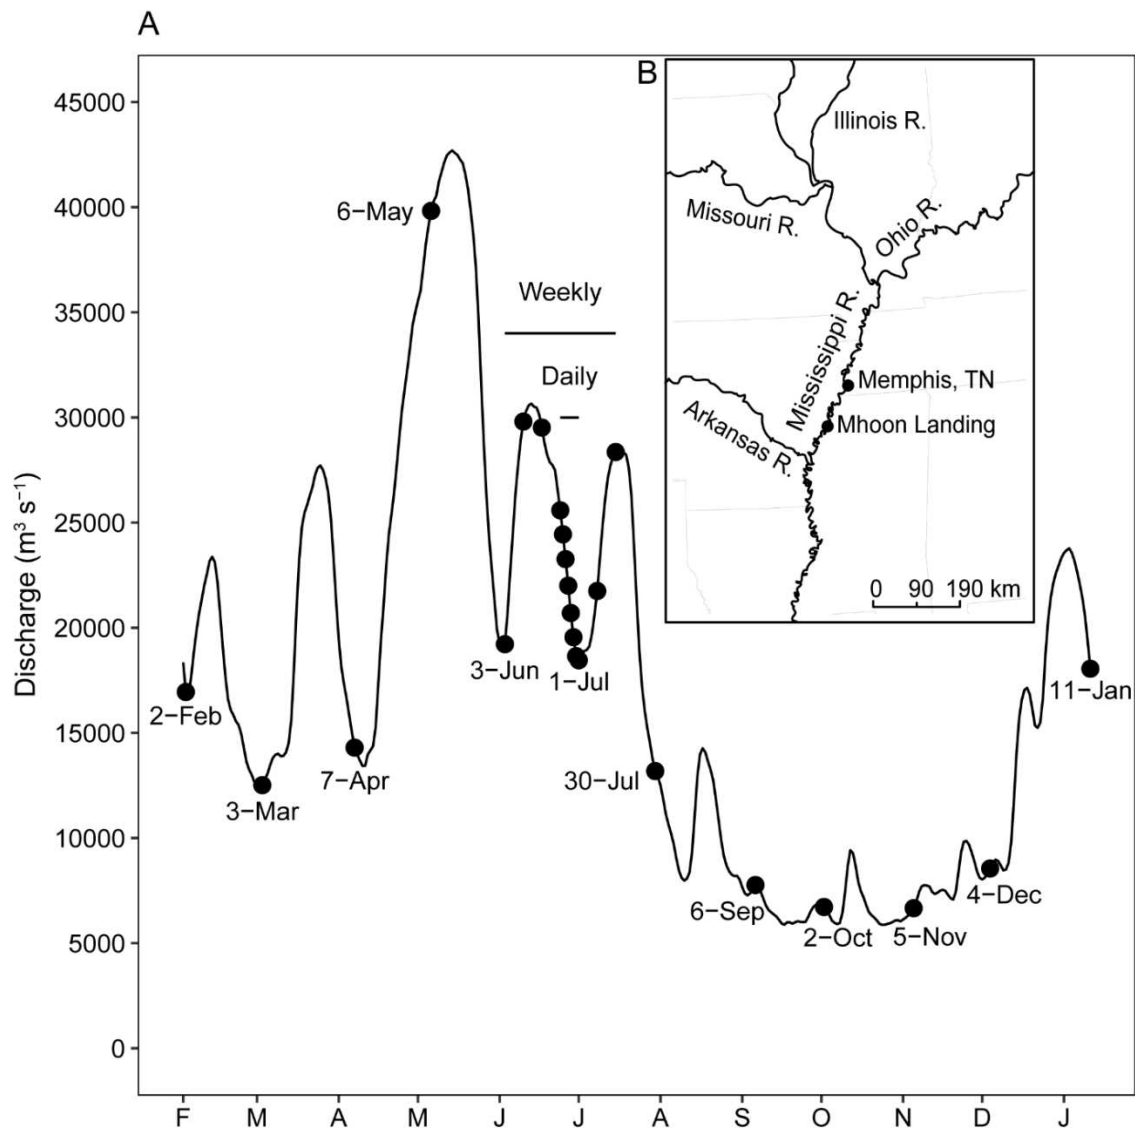 A
B
45000
40000
35000
30000
25000
20000
15000
10000
5000
0
Discharge (m³ s⁻¹)
6−May
Weekly
Daily
2−Feb
3−Mar
7−Apr
3−Jun
1−Jul
30−Jul
6−Sep
2−Oct
5−Nov
4−Dec
11−Jan
Illinois R.
Missouri R.
Ohio R.
Mississippi R.
Memphis, TN
Mhoon Landing
Arkansas R.
0 90 190 km
F M A M J J A S O N D J